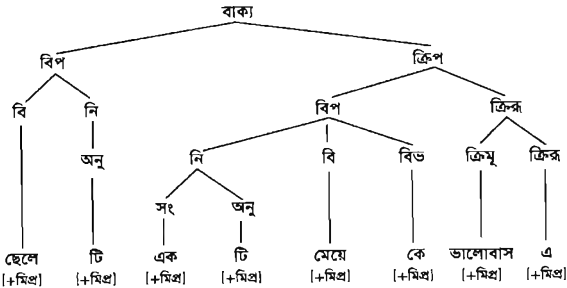 বাক্য
বিপ ক্রিপ
বি নি বিপ ক্রিরূ
অনু নি বি বিভ ক্রিমূ ক্রিরূ
সং অনু
ছেলে টি এক টি মেয়ে কে ভালোবাস এ
[+মিপ্র] [+মিপ্র] [+মিপ্র] [+মিপ্র] [+মিপ্র] [+মিপ্র] [+মিপ্র] [+মিপ্র]